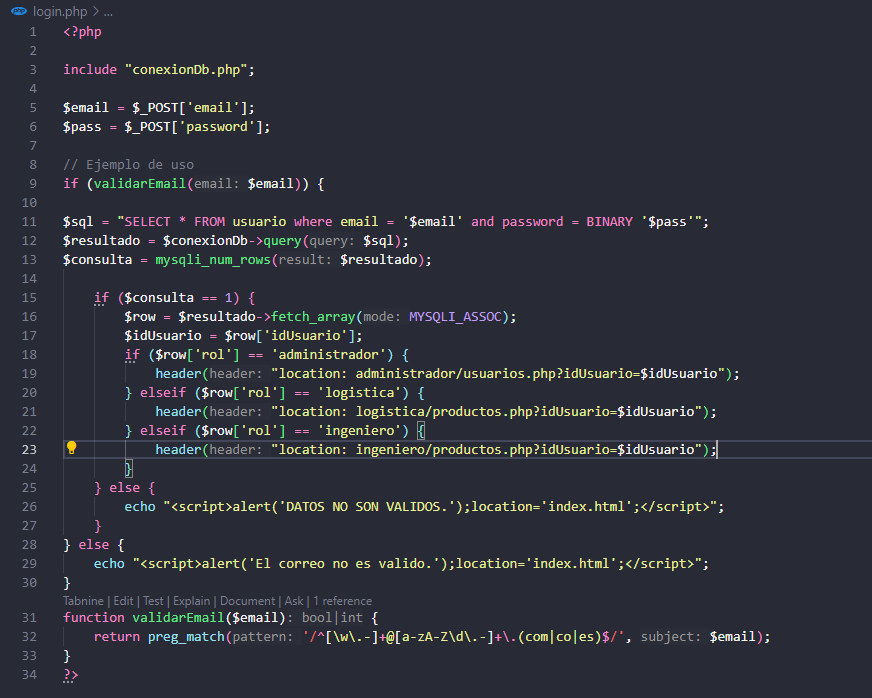 php login.php > ...
1 <?php
2
3 include "conexionDb.php";
4
5 $email = $_POST['email'];
6 $pass = $_POST['password'];
7
8 // Ejemplo de uso
9 if (validarEmail(email: $email)) {
10
11 $sql = "SELECT * FROM usuario where email = '$email' and password = BINARY '$pass'";
12 $resultado = $conexionDb->query(query: $sql);
13 $consulta = mysqli_num_rows(result: $resultado);
14
15     if ($consulta == 1) {
16         $row = $resultado->fetch_array(mode: MYSQLI_ASSOC);
17         $idUsuario = $row['idUsuario'];
18         if ($row['rol'] == 'administrador') {
19             header(header: "location: administrador/usuarios.php?idUsuario=$idUsuario");
20         } elseif ($row['rol'] == 'logistica') {
21             header(header: "location: logistica/productos.php?idUsuario=$idUsuario");
22         } elseif ($row['rol'] == 'ingeniero') {
23             header(header: "location: ingeniero/productos.php?idUsuario=$idUsuario");
24         }
25     } else {
26         echo "<script>alert('DATOS NO SON VALIDOS.');location='index.html';</script>";
27     }
28 } else {
29     echo "<script>alert('El correo no es valido.');location='index.html';</script>";
30 }
Tabnine | Edit | Test | Explain | Document | Ask | 1 reference
31 function validarEmail($email): bool|int {
32     return preg_match(pattern: '/^[\w\.-]+@[a-zA-Z\d\.-]+\.(com|co|es)$/', subject: $email);
33 }
34 ?>